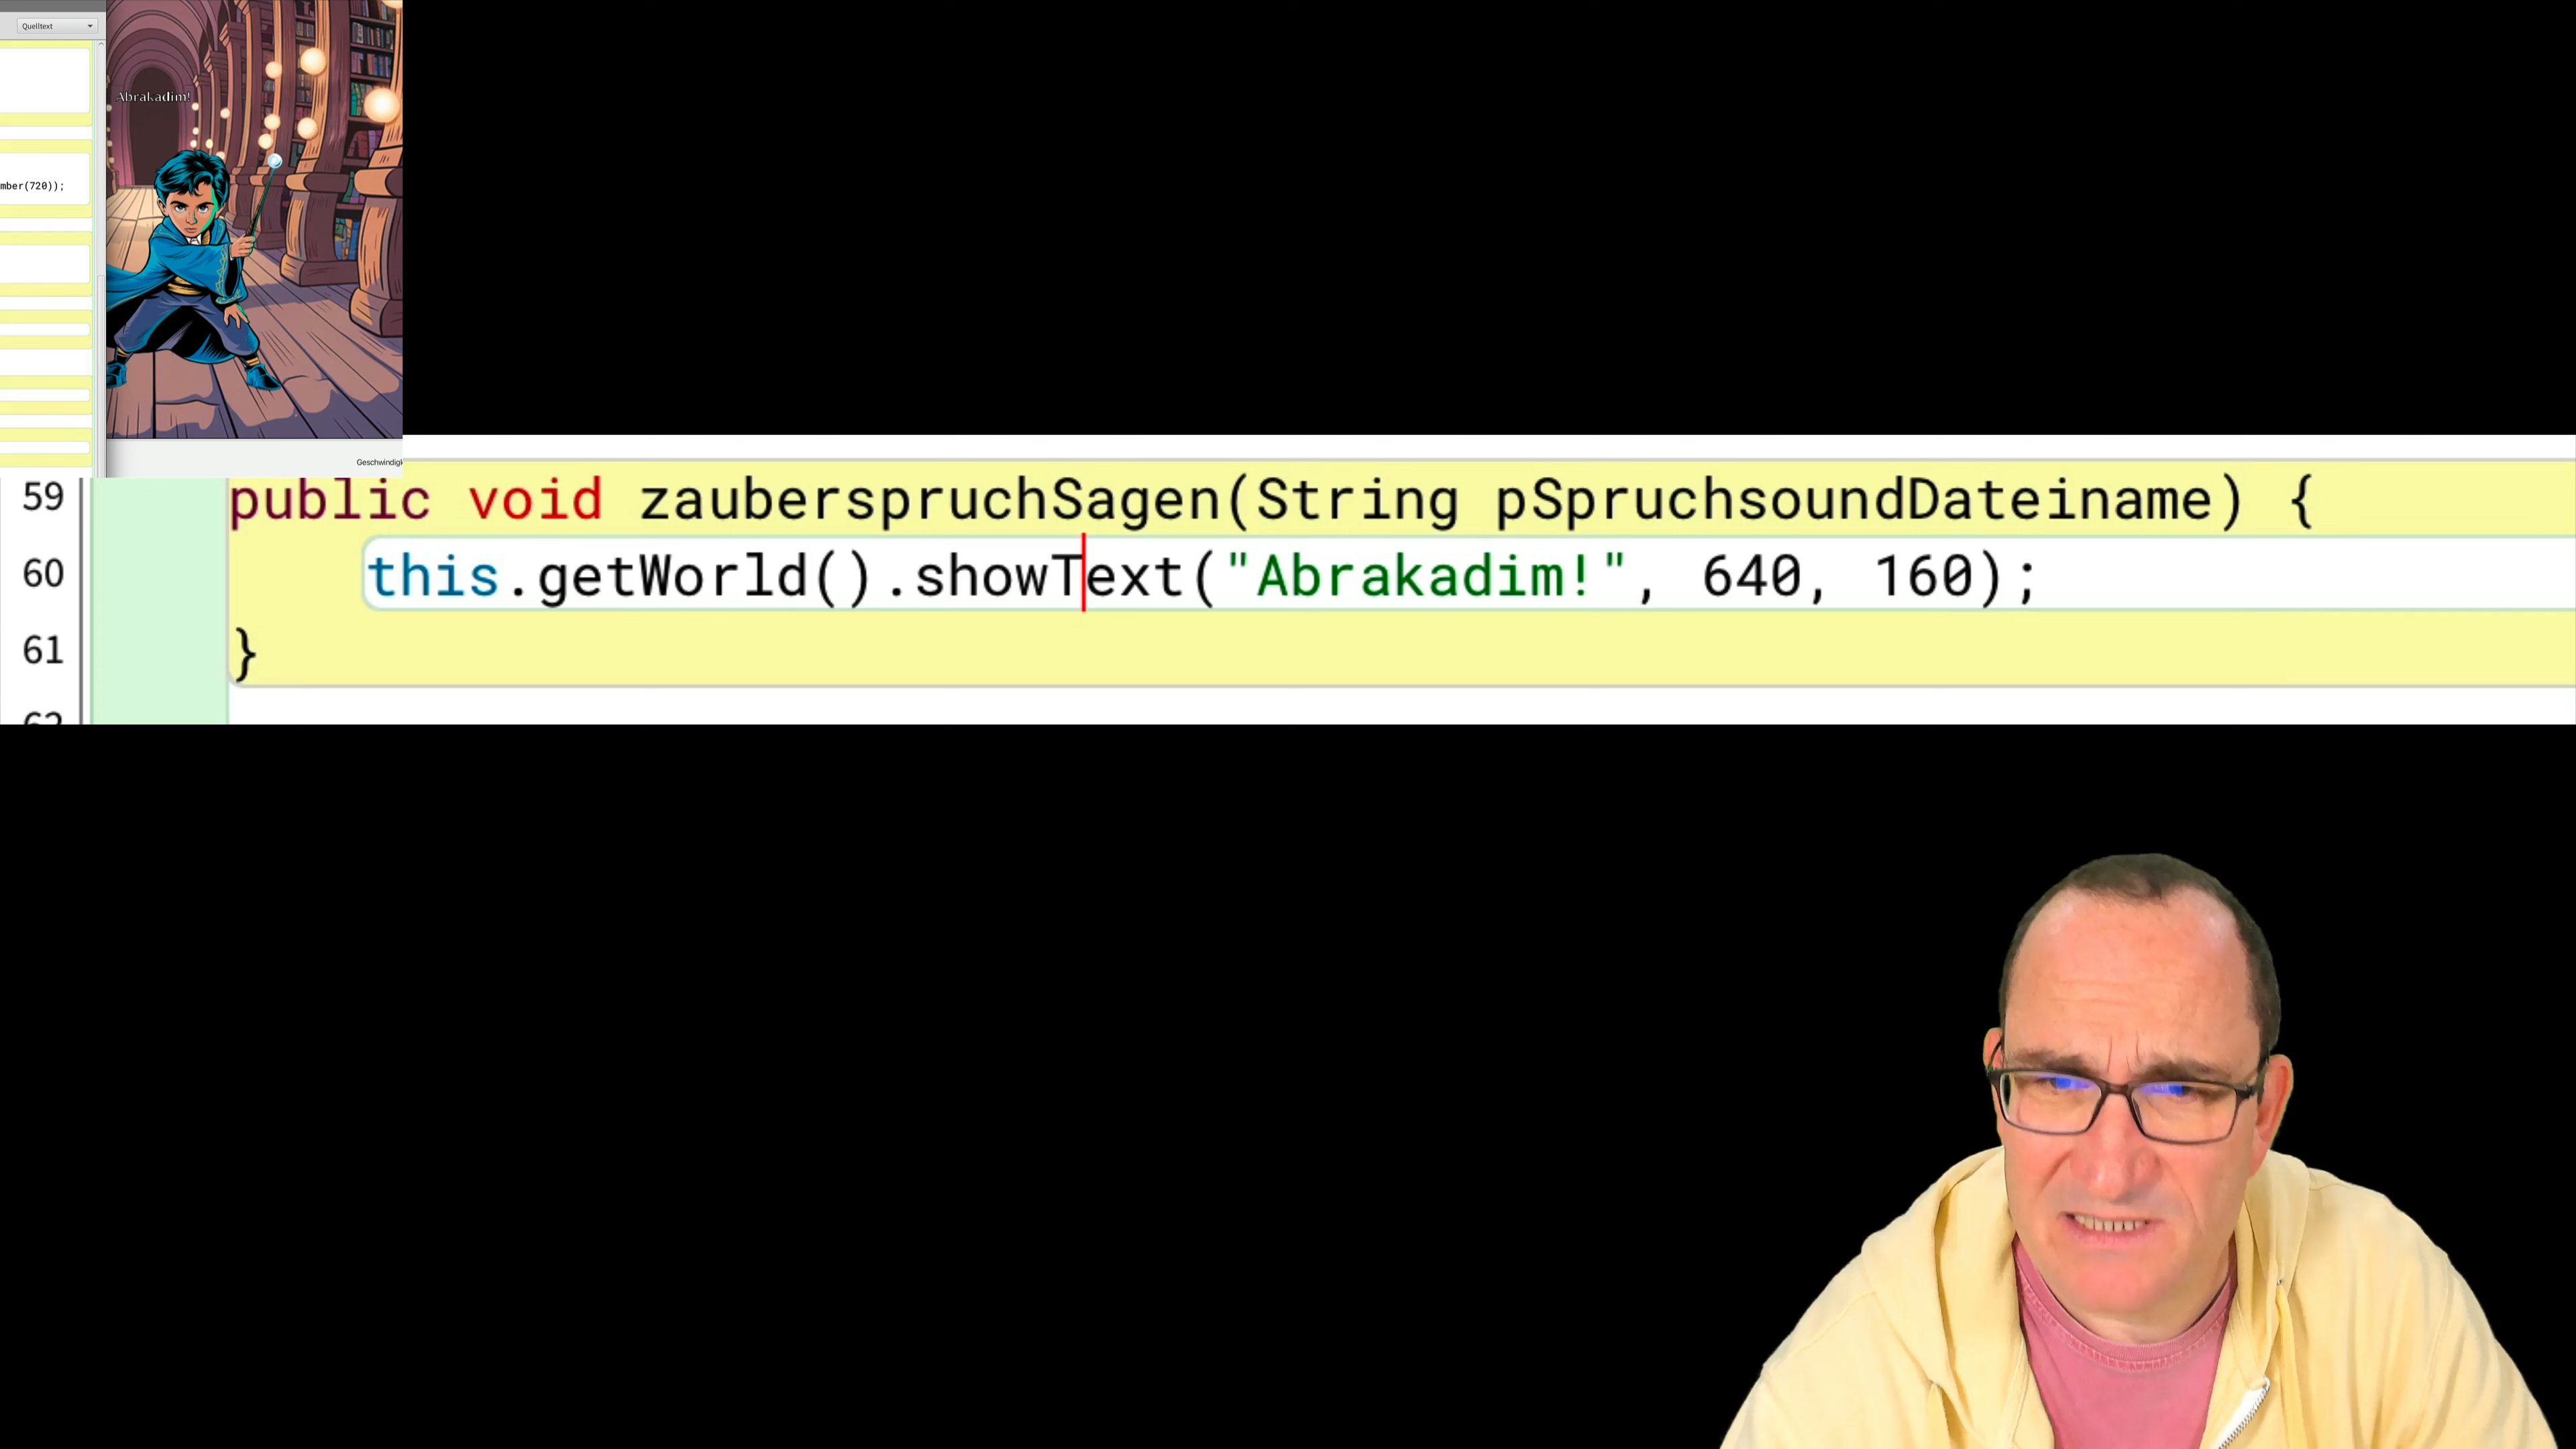 Quelltext
Abrakadim!
mber(720));
Geschwindigk
59 public void zauberspruchSagen(String pSpruchsoundDateiname) {
60 this.getWorld().showText("Abrakadim!", 640, 160);
61 }
62